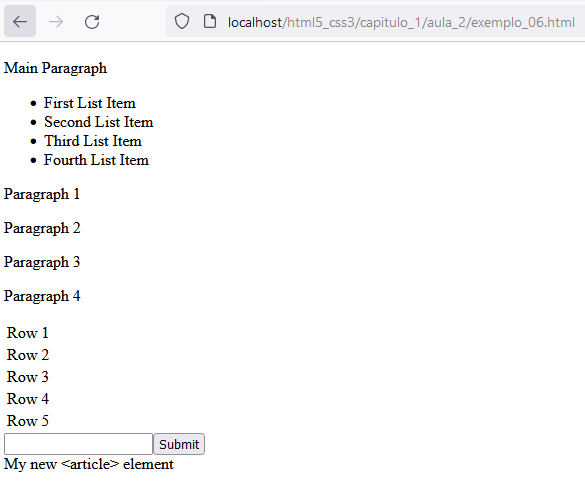 localhost/html5_css3/capitulo_1/aula_2/exemplo_06.html
Main Paragraph
First List Item
Second List Item
Third List Item
Fourth List Item
Paragraph 1
Paragraph 2
Paragraph 3
Paragraph 4
Row 1
Row 2
Row 3
Row 4
Row 5
Submit
My new <article> element